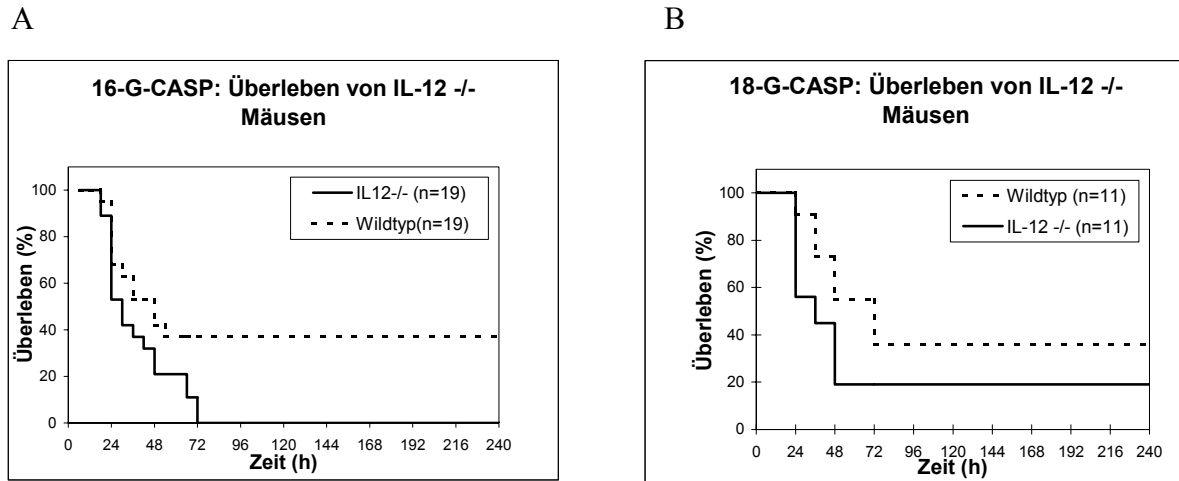 A
16-G-CASP: Überleben von IL-12 -/-
Mäusen
Überleben (%)
100
80
60
40
20
0
IL12-/- (n=19)
Wildtyp(n=19)
0 24 48 72 96 120 144 168 192 216 240
Zeit (h)
B
18-G-CASP: Überleben von IL-12 -/-
Mäusen
Überleben (%)
100
80
60
40
20
0
Wildtyp (n=11)
IL-12 -/- (n=11)
0 24 48 72 96 120 144 168 192 216 240
Zeit (h)